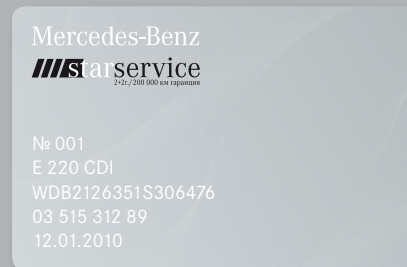 Mercedes-Benz
starservice
2+2г./200 000 км гарантия
№ 001
E 220 CDI
WDB2126351S306476
03 515 312 89
12.01.2010